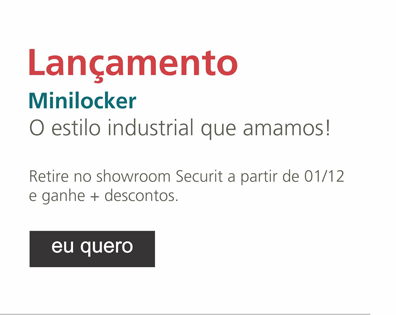 Lançamento
Minilocker
O estilo industrial que amamos!
Retire no showroom Securit a partir de 01/12
e ganhe + descontos.
eu quero